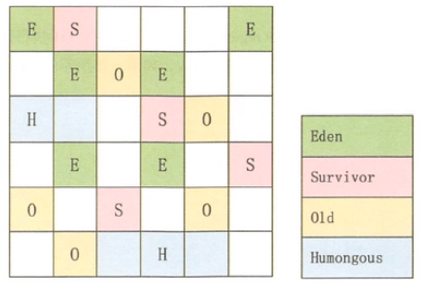 E S E
E O E
H S O
E E S
O S O
O H
Eden
Survivor
Old
Humongous